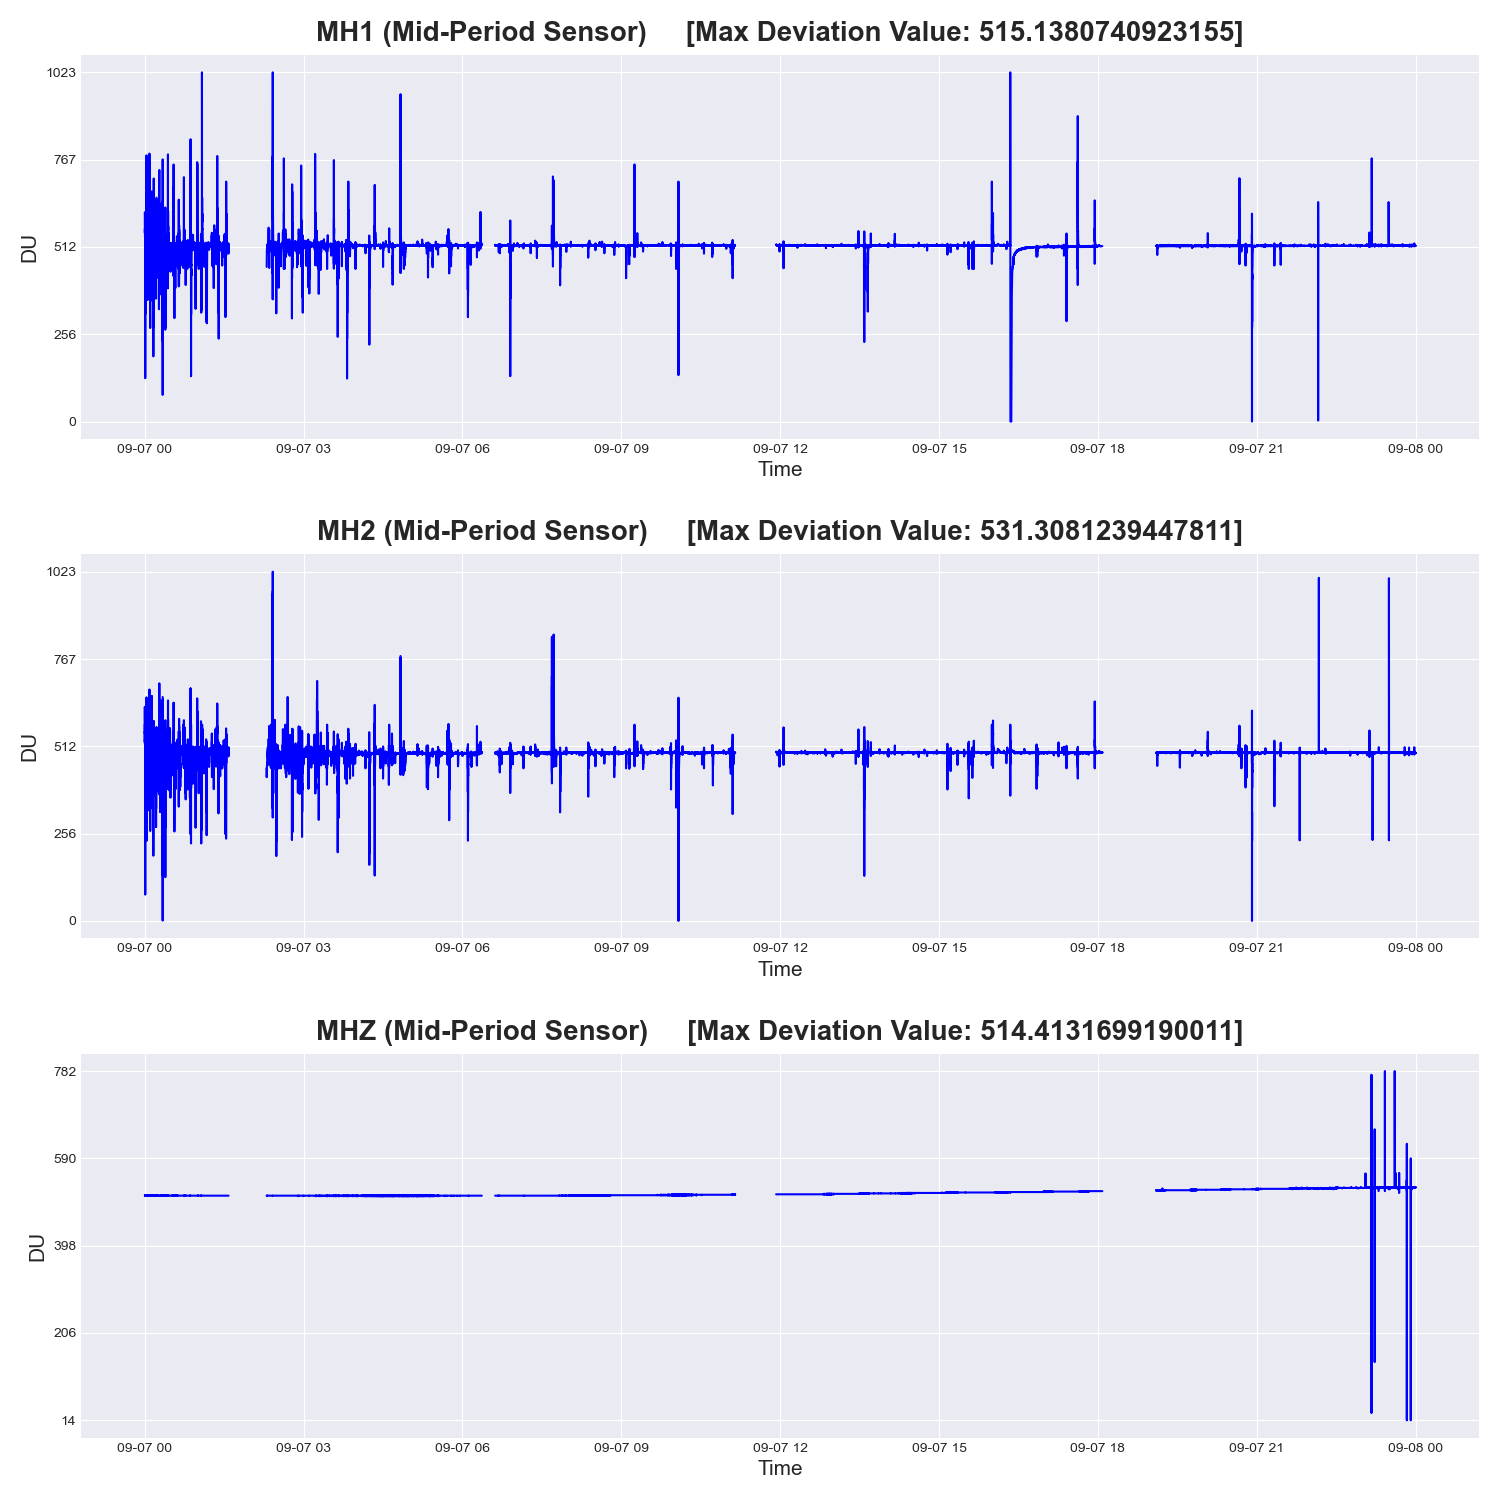 MH1 (Mid-Period Sensor) [Max Deviation Value: 515.1380740923155]
1023
767
512
256
0
DU
09-07 00 09-07 03 09-07 06 09-07 09 09-07 12 09-07 15 09-07 18 09-07 21 09-08 00
Time
MH2 (Mid-Period Sensor) [Max Deviation Value: 531.3081239447811]
1023
767
512
256
0
DU
09-07 00 09-07 03 09-07 06 09-07 09 09-07 12 09-07 15 09-07 18 09-07 21 09-08 00
Time
MHZ (Mid-Period Sensor) [Max Deviation Value: 514.4131699190011]
782
590
398
206
14
DU
09-07 00 09-07 03 09-07 06 09-07 09 09-07 12 09-07 15 09-07 18 09-07 21 09-08 00
Time